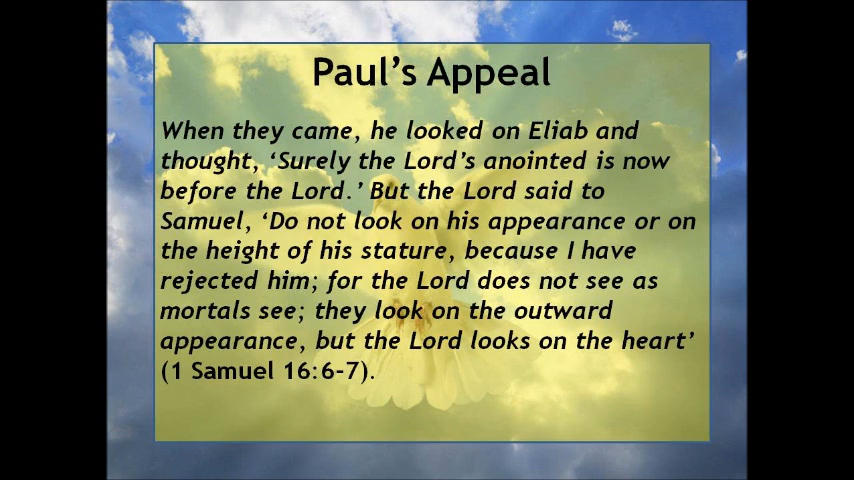 Paul’s Appeal
When they came, he looked on Eliab and
thought, ‘Surely the Lord’s anointed is now
before the Lord.’ But the Lord said to
Samuel, ‘Do not look on his appearance or on
the height of his stature, because I have
rejected him; for the Lord does not see as
mortals see; they look on the outward
appearance, but the Lord looks on the heart’
(1 Samuel 16:6-7).